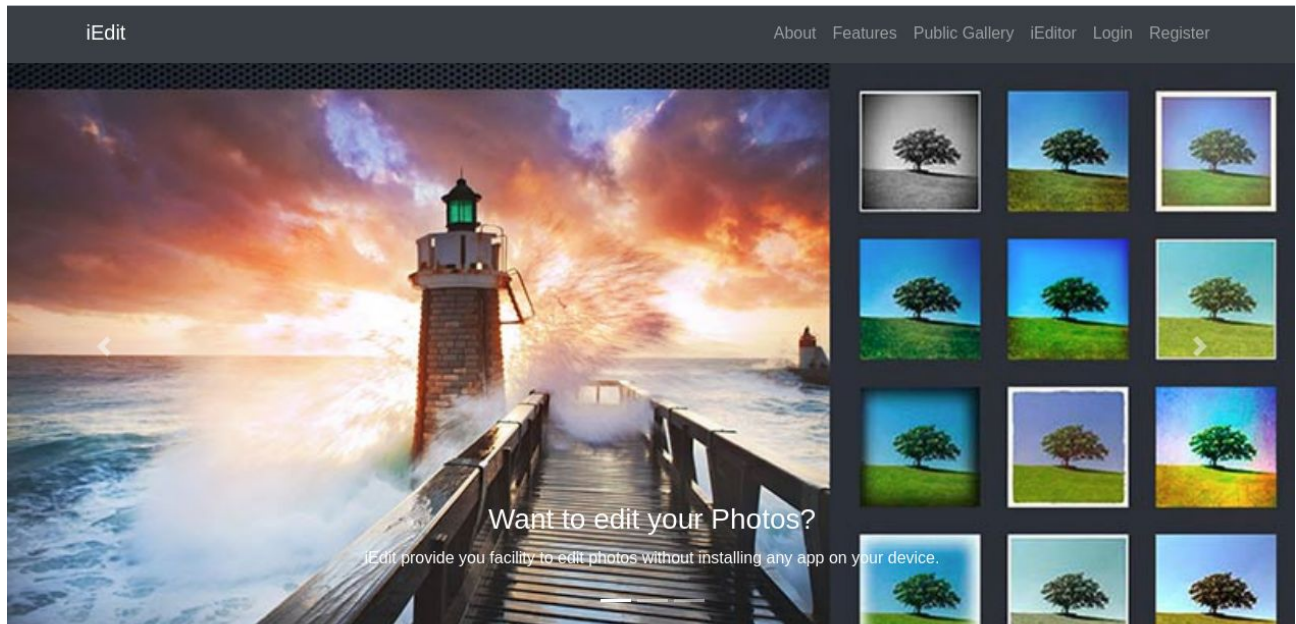 iEdit
About Features Public Gallery iEditor Login Register
Want to edit your Photos?
iEdit provide you facility to edit photos without installing any app on your device.